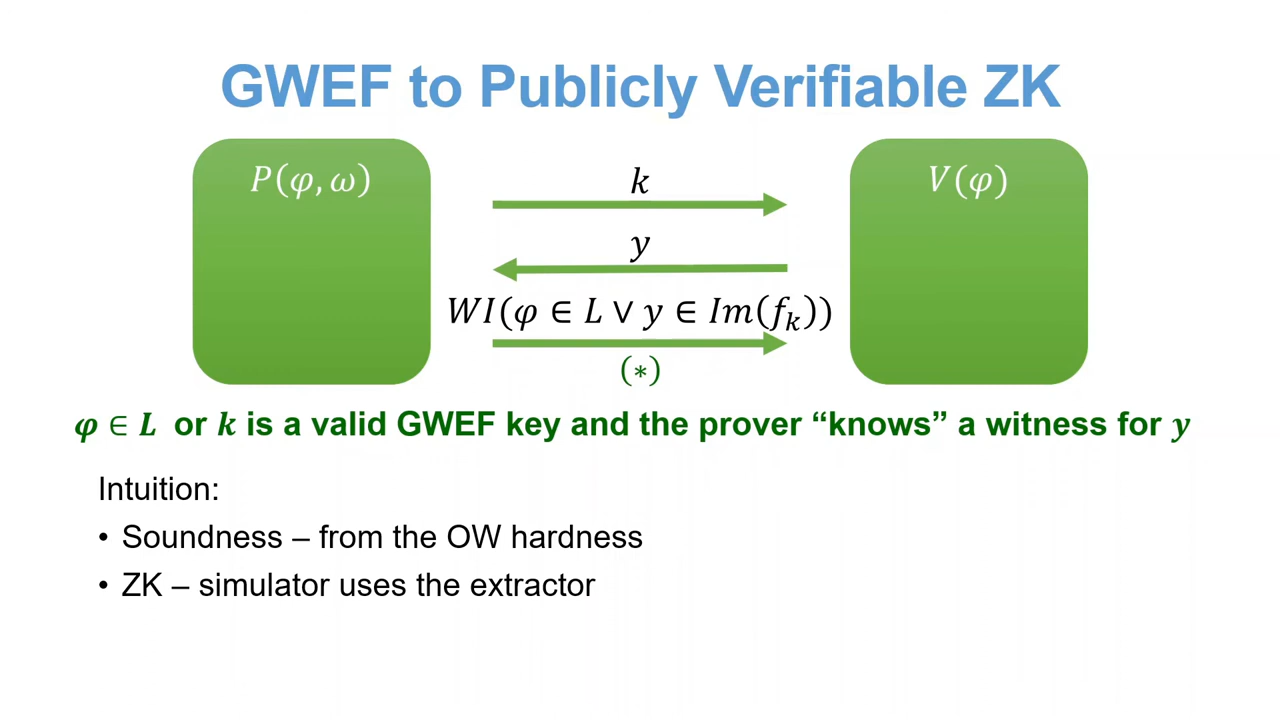 GWEF to Publicly Verifiable ZK
P(φ, ω)
k
V(φ)
y
WI(φ ∈ L ∨ y ∈ Im(f_k))
(∗)
φ ∈ L or k is a valid GWEF key and the prover “knows” a witness for y
Intuition:
• Soundness – from the OW hardness
• ZK – simulator uses the extractor